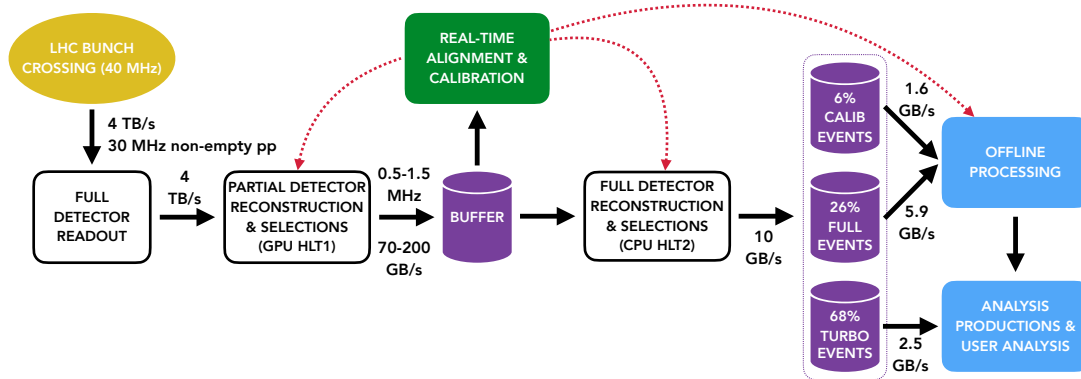 LHC BUNCH
CROSSING (40 MHz)
4 TB/s
30 MHz non-empty pp
FULL
DETECTOR
READOUT
4
TB/s
PARTIAL DETECTOR
RECONSTRUCTION
& SELECTIONS
(GPU HLT1)
0.5-1.5
MHz
70-200
GB/s
REAL-TIME
ALIGNMENT &
CALIBRATION
BUFFER
FULL DETECTOR
RECONSTRUCTION
& SELECTIONS
(CPU HLT2)
10
GB/s
6%
CALIB
EVENTS
26%
FULL
EVENTS
68%
TURBO
EVENTS
1.6
GB/s
5.9
GB/s
2.5
GB/s
OFFLINE
PROCESSING
ANALYSIS
PRODUCTIONS &
USER ANALYSIS